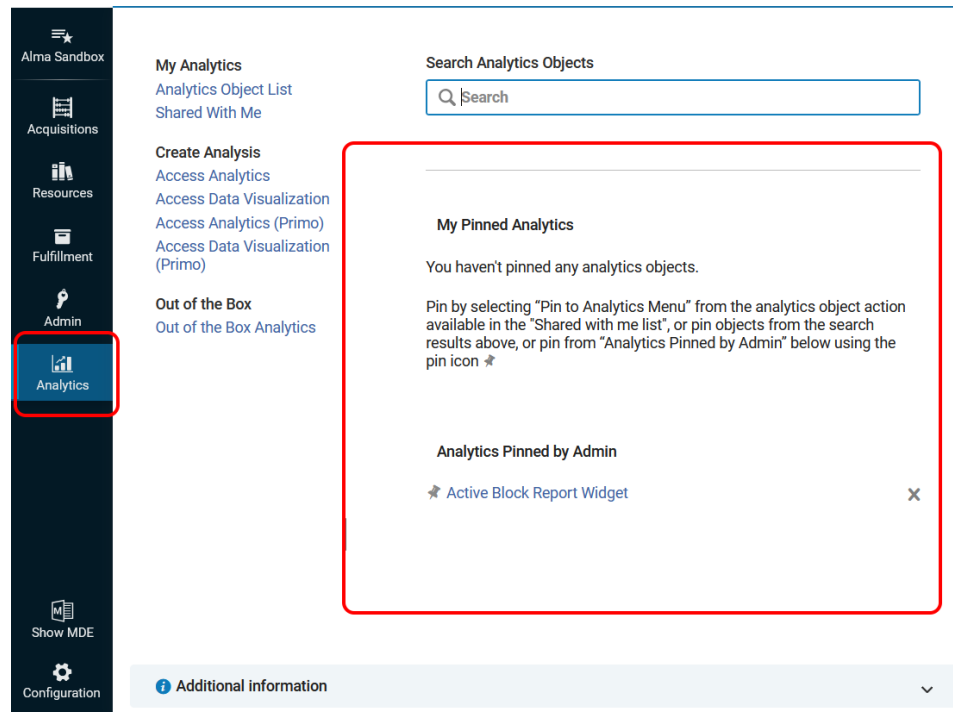 Alma Sandbox
Acquisitions
Resources
Fulfillment
Admin
Analytics
Show MDE
Configuration
My Analytics
Analytics Object List
Shared With Me
Create Analysis
Access Analytics
Access Data Visualization
Access Analytics (Primo)
Access Data Visualization
(Primo)
Out of the Box
Out of the Box Analytics
Search Analytics Objects
Search
My Pinned Analytics
You haven't pinned any analytics objects.
Pin by selecting “Pin to Analytics Menu” from the analytics object action
available in the "Shared with me list", or pin objects from the search
results above, or pin from “Analytics Pinned by Admin” below using the
pin icon
Analytics Pinned by Admin
Active Block Report Widget
Additional information